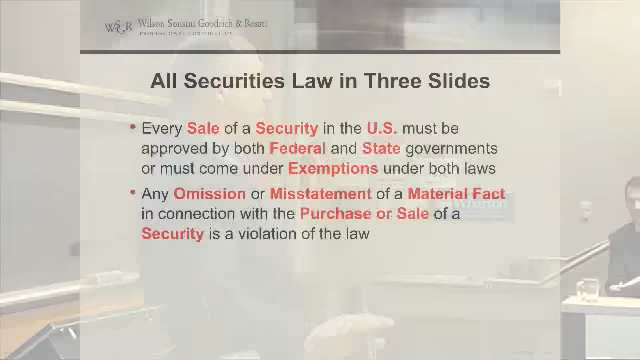 Wilson Sonsini Goodrich & Rosati
PROFESSIONAL CORPORATION
All Securities Law in Three Slides
• Every Sale of a Security in the U.S. must be
approved by both Federal and State governments
or must come under Exemptions under both laws
• Any Omission or Misstatement of a Material Fact
in connection with the Purchase or Sale of a
Security is a violation of the law